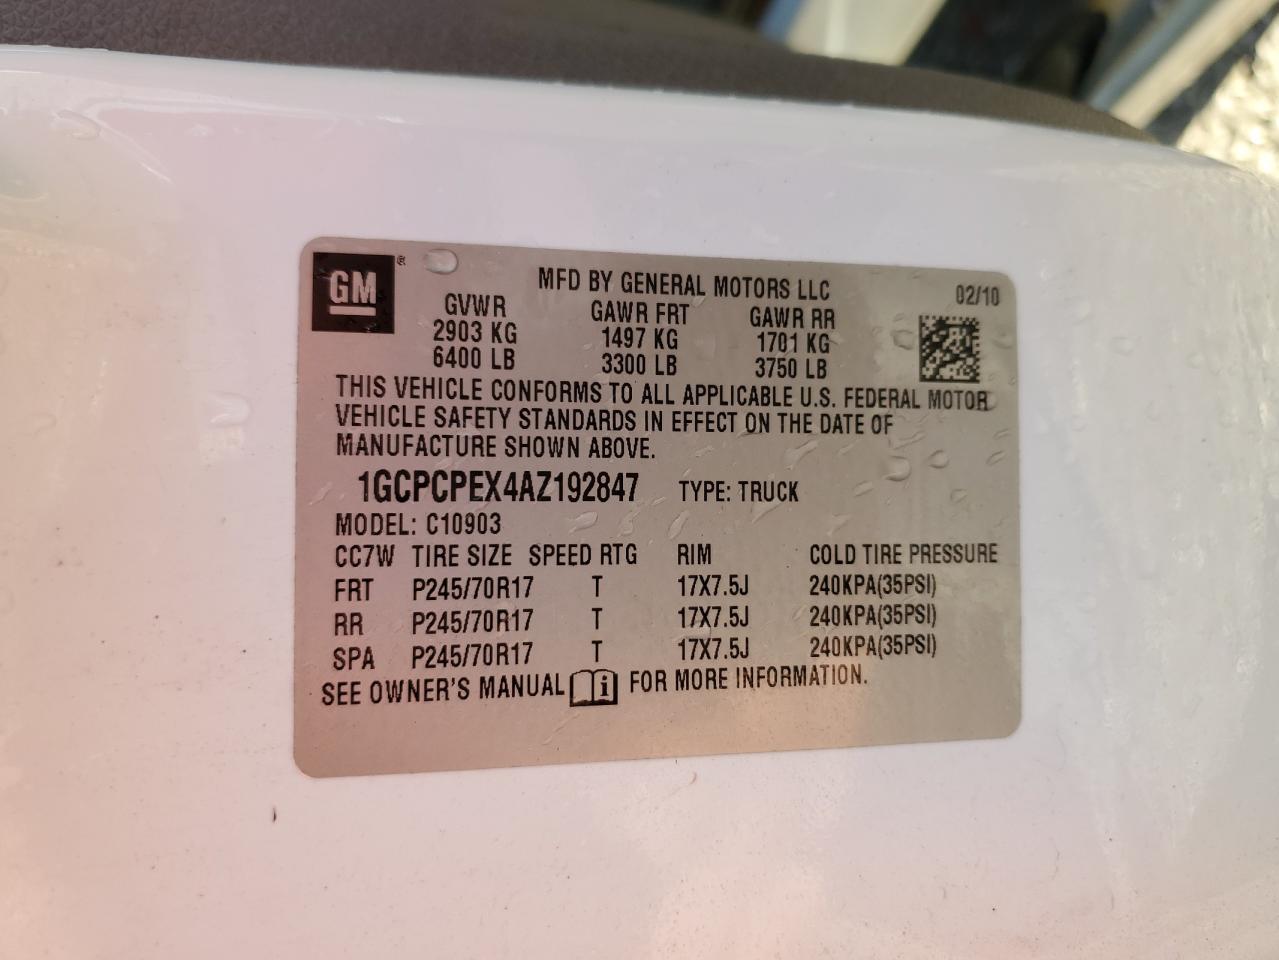 GM®
MFD BY GENERAL MOTORS LLC 02/10
GVWR GAWR FRT GAWR RR
2903 KG 1497 KG 1701 KG
6400 LB 3300 LB 3750 LB
THIS VEHICLE CONFORMS TO ALL APPLICABLE U.S. FEDERAL MOTOR
VEHICLE SAFETY STANDARDS IN EFFECT ON THE DATE OF
MANUFACTURE SHOWN ABOVE.
1GCPCPEX4AZ192847 TYPE: TRUCK
MODEL: C10903
CC7W TIRE SIZE SPEED RTG RIM COLD TIRE PRESSURE
FRT P245/70R17 T 17X7.5J 240KPA(35PSI)
RR P245/70R17 T 17X7.5J 240KPA(35PSI)
SPA P245/70R17 T 17X7.5J 240KPA(35PSI)
SEE OWNER'S MANUAL i FOR MORE INFORMATION.